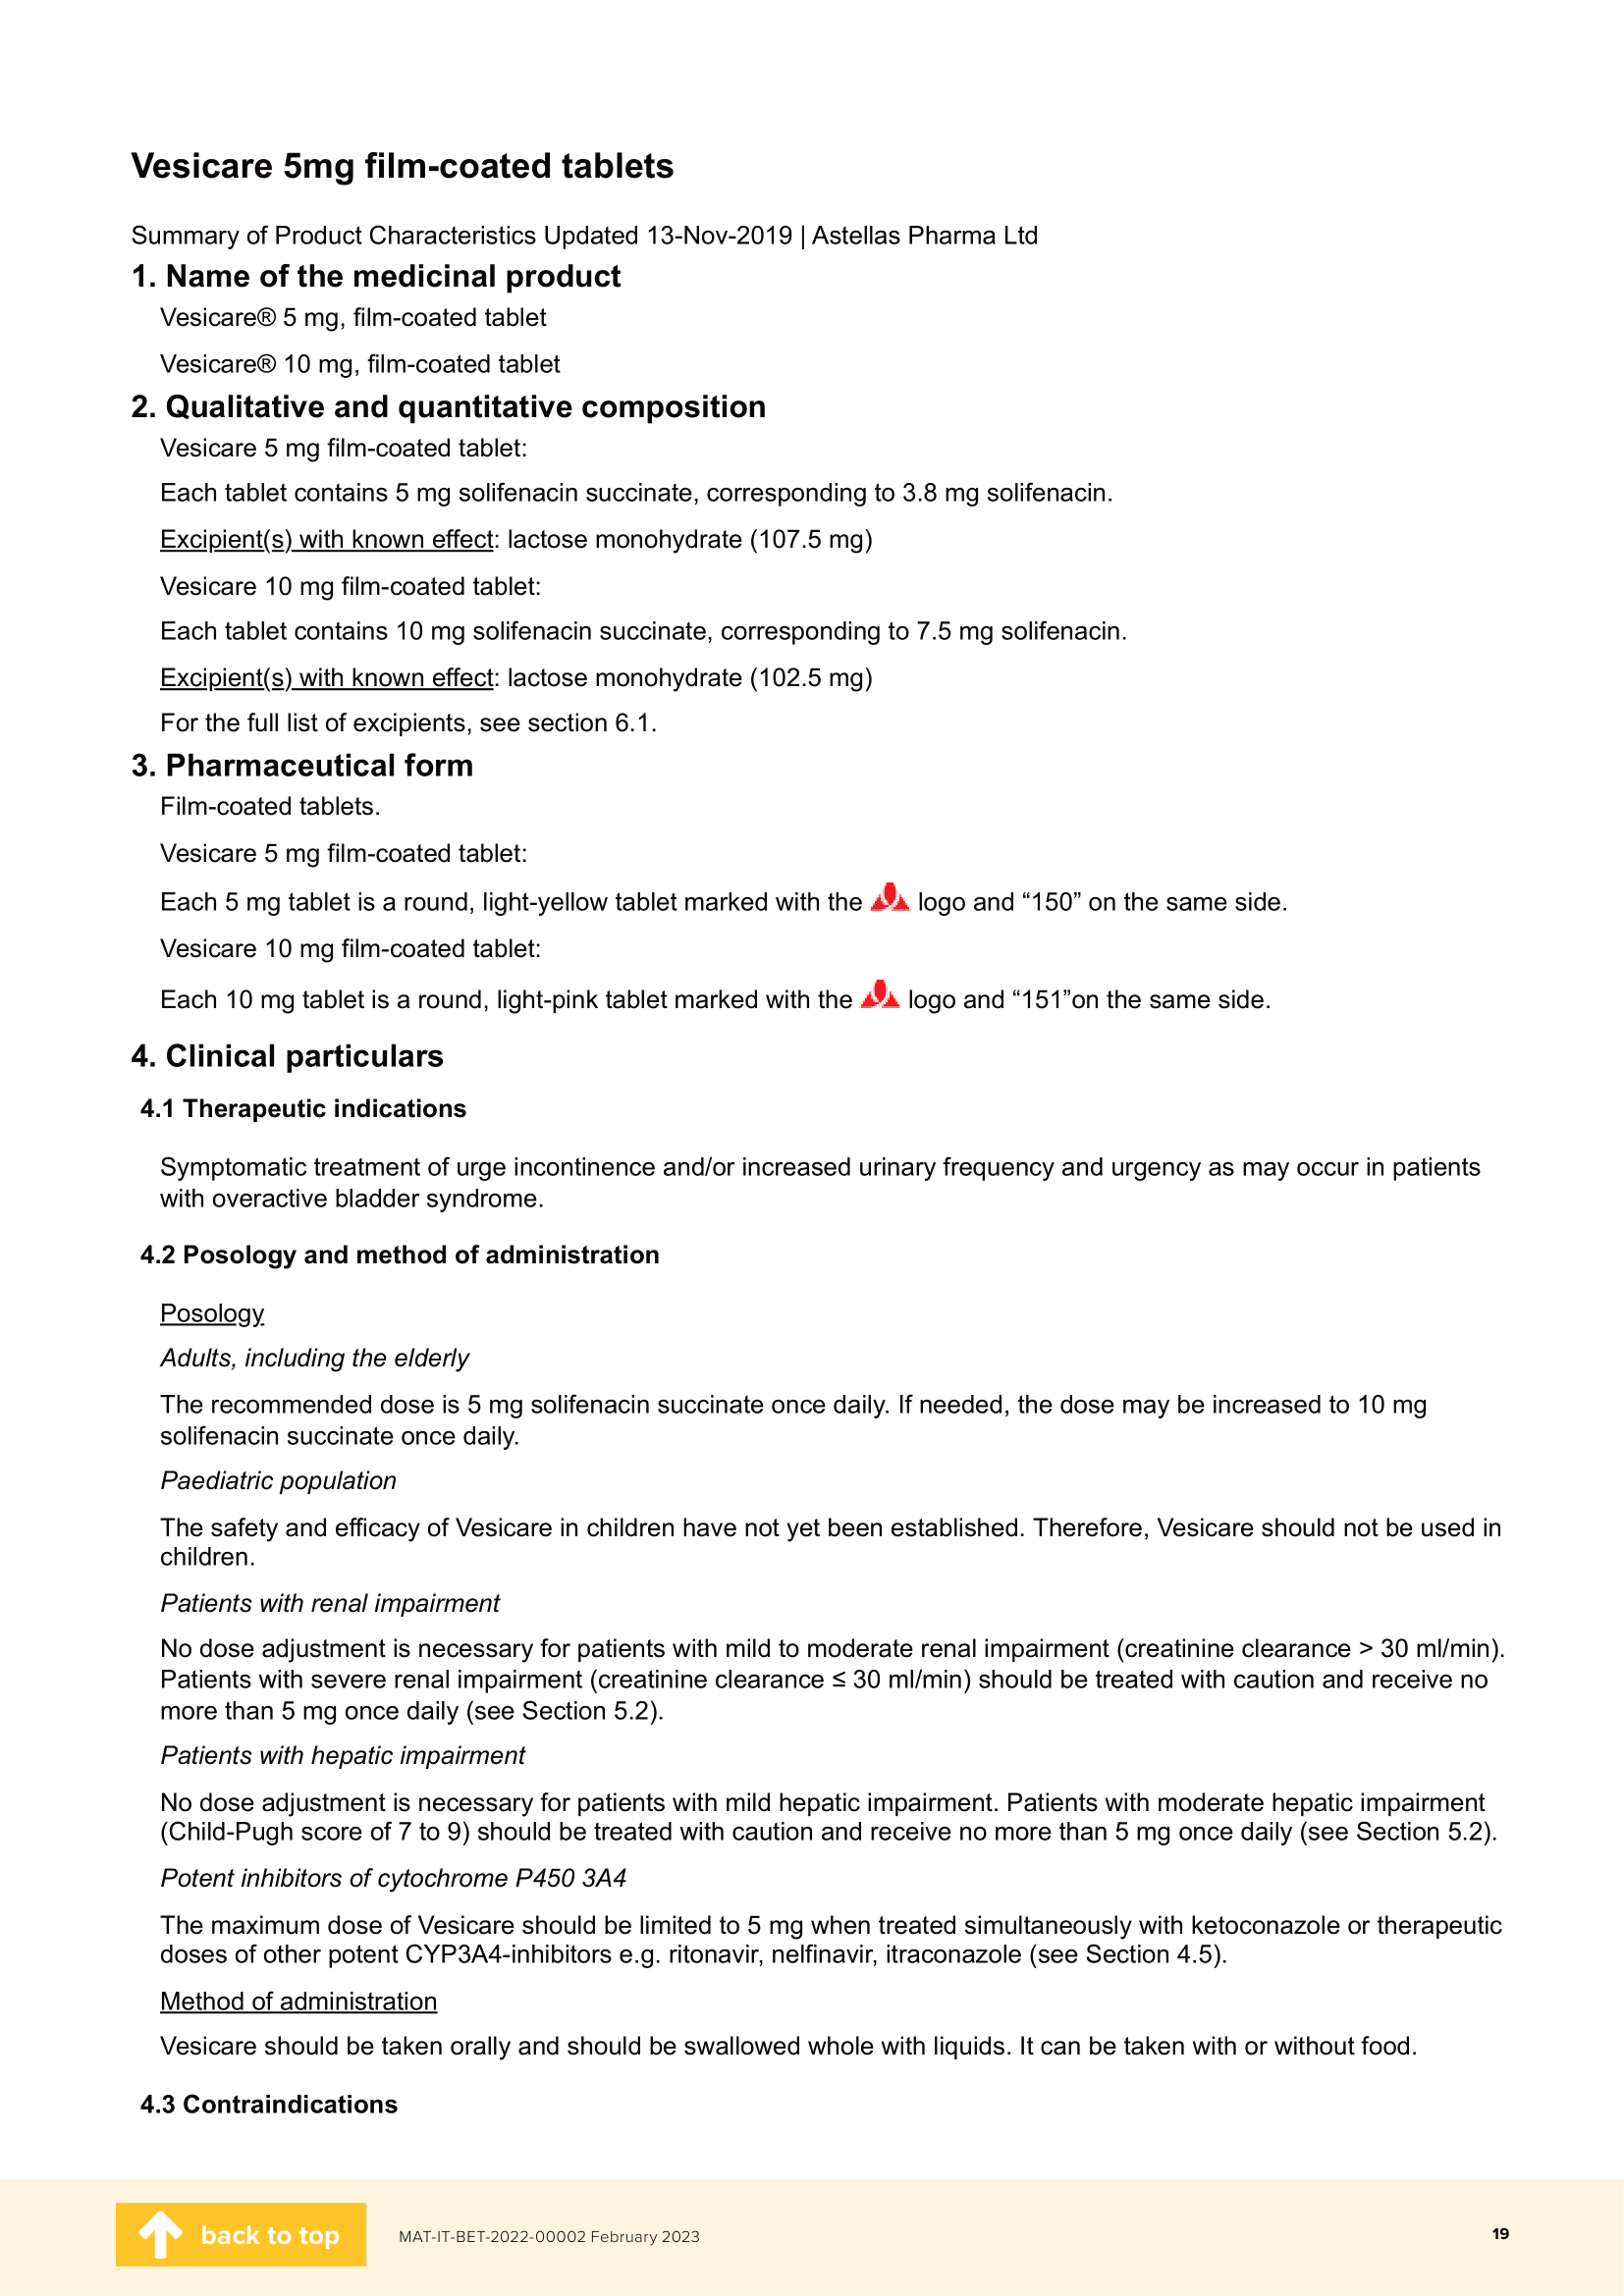 Vesicare 5mg film-coated tablets
Summary of Product Characteristics Updated 13-Nov-2019 | Astellas Pharma Ltd
1. Name of the medicinal product
Vesicare® 5 mg, film-coated tablet
Vesicare® 10 mg, film-coated tablet
2. Qualitative and quantitative composition
Vesicare 5 mg film-coated tablet:
Each tablet contains 5 mg solifenacin succinate, corresponding to 3.8 mg solifenacin.
Excipient(s) with known effect: lactose monohydrate (107.5 mg)
Vesicare 10 mg film-coated tablet:
Each tablet contains 10 mg solifenacin succinate, corresponding to 7.5 mg solifenacin.
Excipient(s) with known effect: lactose monohydrate (102.5 mg)
For the full list of excipients, see section 6.1.
3. Pharmaceutical form
Film-coated tablets.
Vesicare 5 mg film-coated tablet:
Each 5 mg tablet is a round, light-yellow tablet marked with the logo and “150” on the same side.
Vesicare 10 mg film-coated tablet:
Each 10 mg tablet is a round, light-pink tablet marked with the logo and “151”on the same side.
4. Clinical particulars
4.1 Therapeutic indications
Symptomatic treatment of urge incontinence and/or increased urinary frequency and urgency as may occur in patients
with overactive bladder syndrome.
4.2 Posology and method of administration
Posology
Adults, including the elderly
The recommended dose is 5 mg solifenacin succinate once daily. If needed, the dose may be increased to 10 mg
solifenacin succinate once daily.
Paediatric population
The safety and efficacy of Vesicare in children have not yet been established. Therefore, Vesicare should not be used in
children.
Patients with renal impairment
No dose adjustment is necessary for patients with mild to moderate renal impairment (creatinine clearance > 30 ml/min).
Patients with severe renal impairment (creatinine clearance ≤ 30 ml/min) should be treated with caution and receive no
more than 5 mg once daily (see Section 5.2).
Patients with hepatic impairment
No dose adjustment is necessary for patients with mild hepatic impairment. Patients with moderate hepatic impairment
(Child-Pugh score of 7 to 9) should be treated with caution and receive no more than 5 mg once daily (see Section 5.2).
Potent inhibitors of cytochrome P450 3A4
The maximum dose of Vesicare should be limited to 5 mg when treated simultaneously with ketoconazole or therapeutic
doses of other potent CYP3A4-inhibitors e.g. ritonavir, nelfinavir, itraconazole (see Section 4.5).
Method of administration
Vesicare should be taken orally and should be swallowed whole with liquids. It can be taken with or without food.
4.3 Contraindications
back to top
MAT-IT-BET-2022-00002 February 2023
19